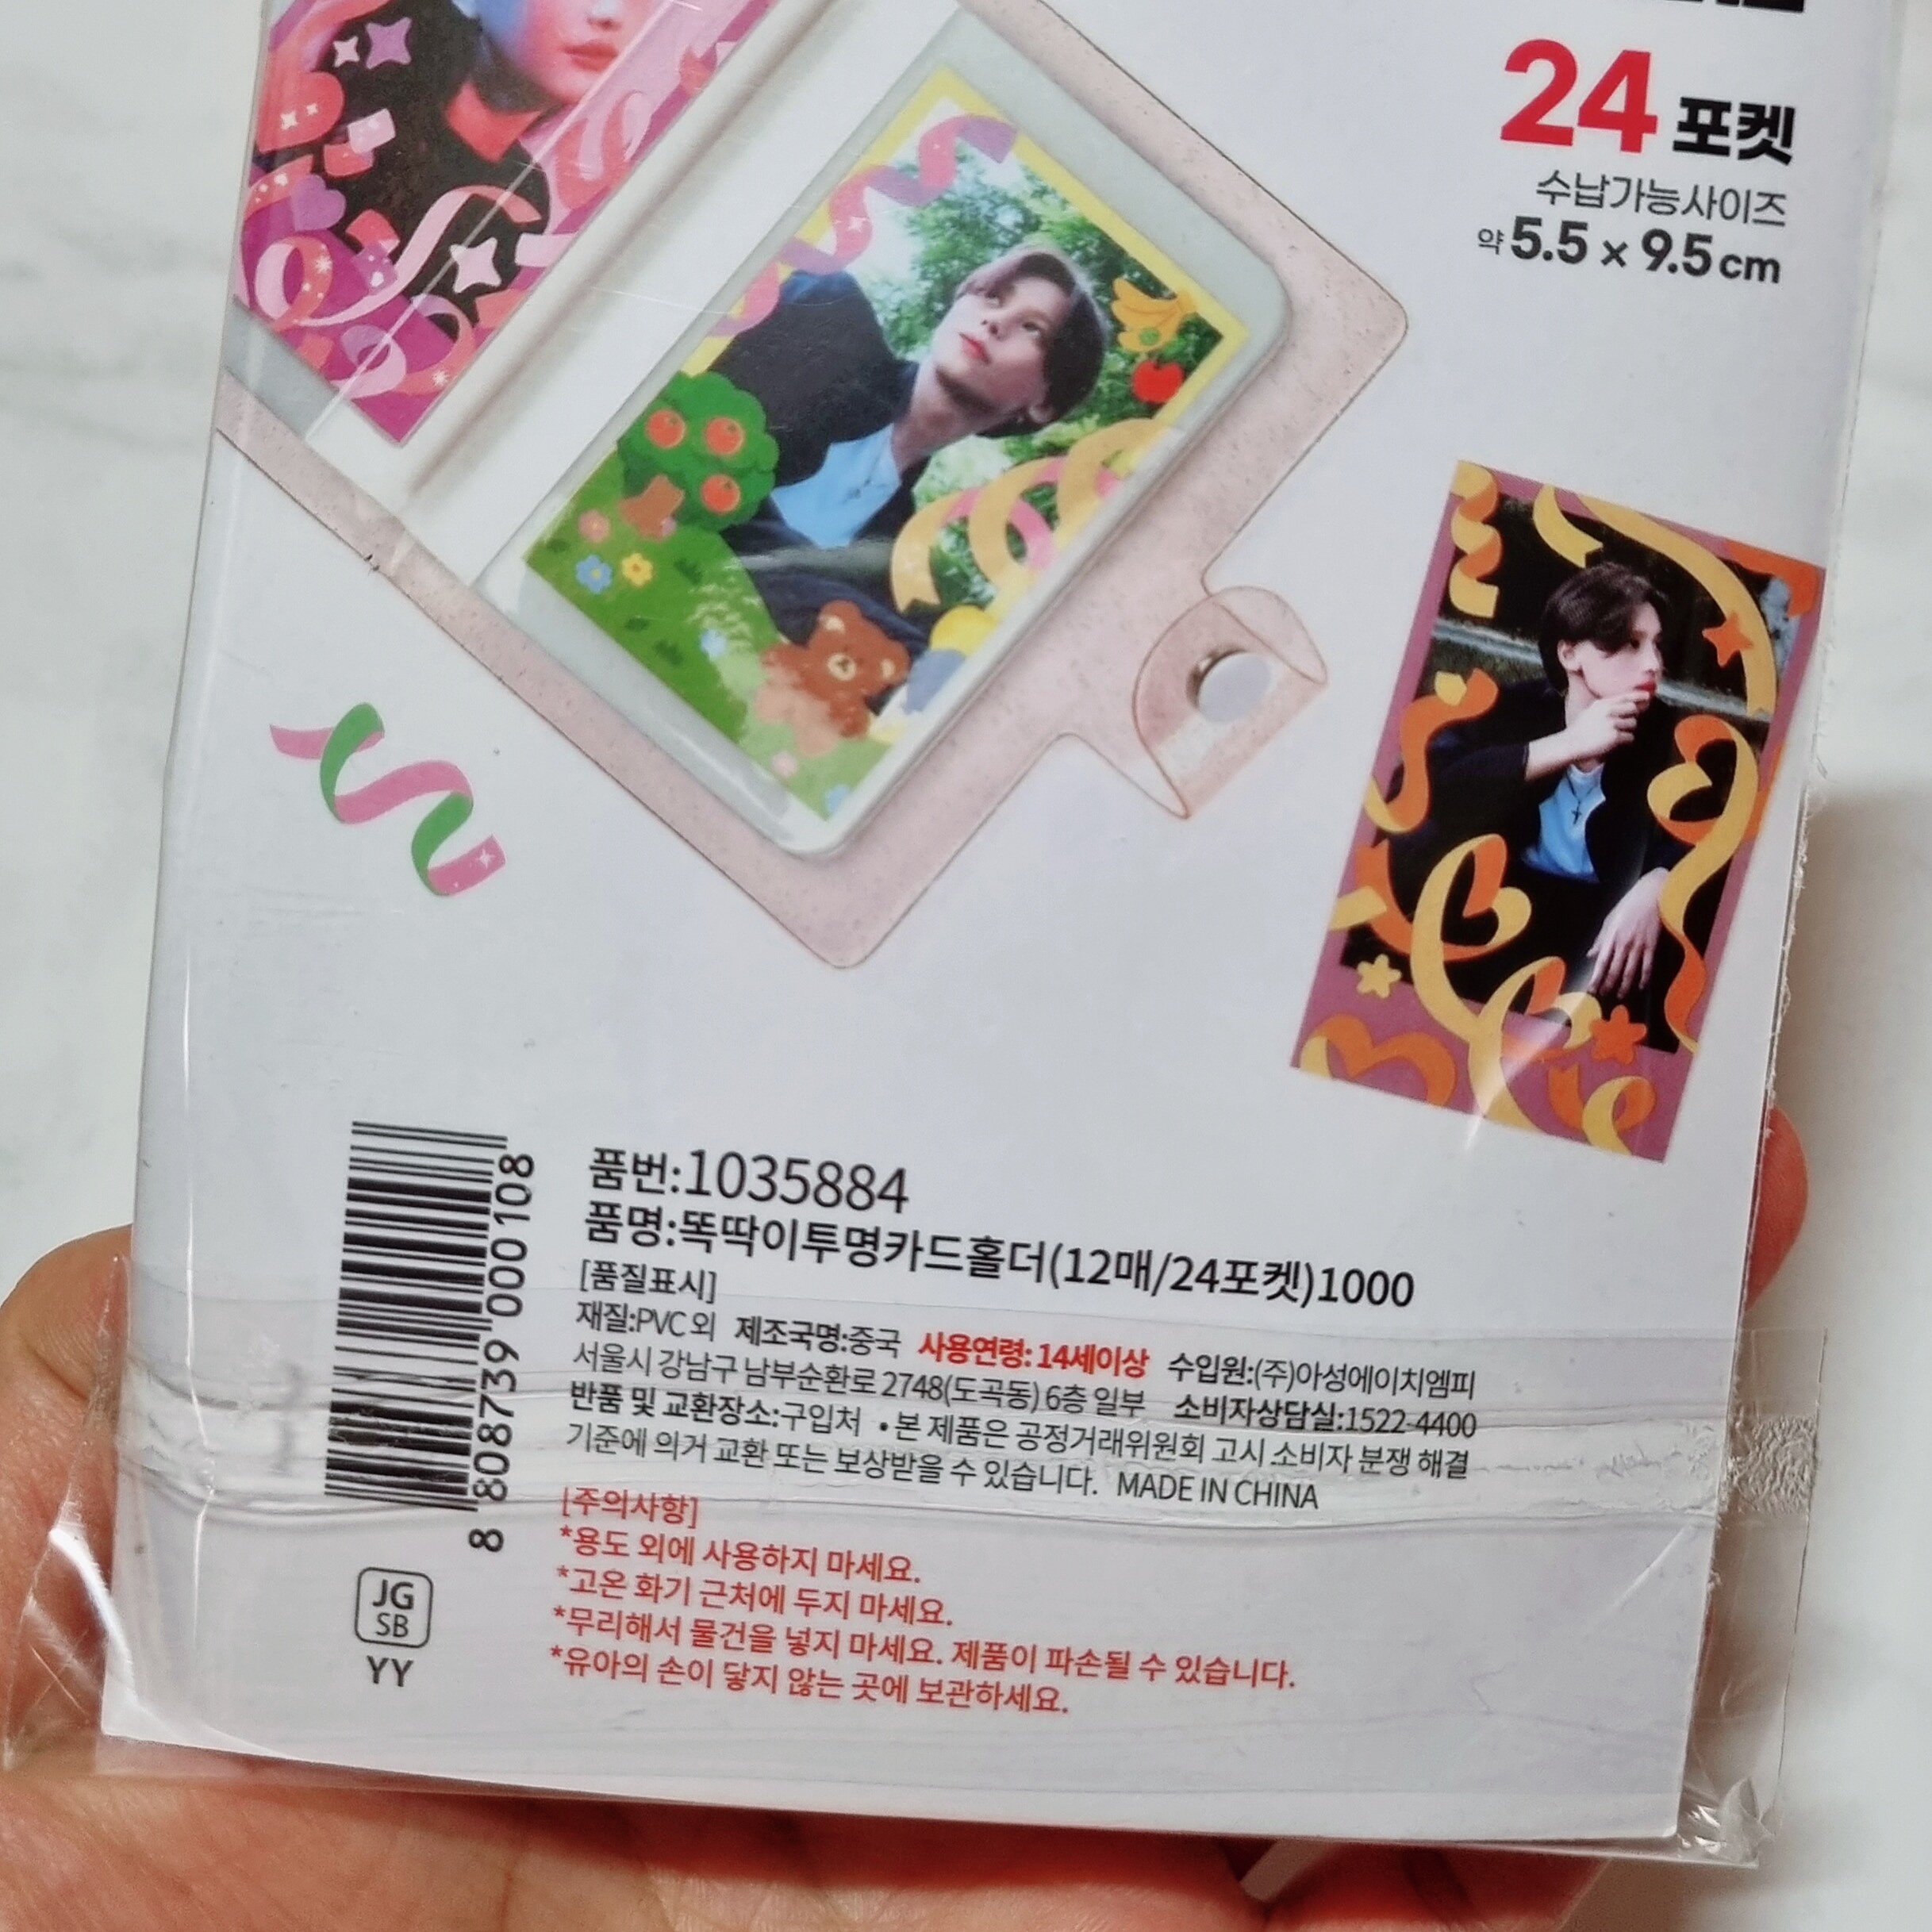 24 포켓
수납가능사이즈
약 5.5 × 9.5cm
품번:1035884
품명:똑딱이투명카드홀더(12매/24포켓)1000
[품질표시]
재질:PVC외 제조국명:중국 사용연령: 14세이상 수입원:(주)아성에이치엠피
서울시 강남구 남부순환로 2748(도곡동) 6층 일부 소비자상담실:1522-4400
반품 및 교환장소:구입처 •본 제품은 공정거래위원회 고시 소비자 분쟁 해결
기준에 의거 교환 또는 보상받을 수 있습니다. MADE IN CHINA
[주의사항]
*용도 외에 사용하지 마세요.
*고온 화기 근처에 두지 마세요.
*무리해서 물건을 넣지 마세요. 제품이 파손될 수 있습니다.
*유아의 손이 닿지 않는 곳에 보관하세요.
8 808739 000108
JG
SB
YY